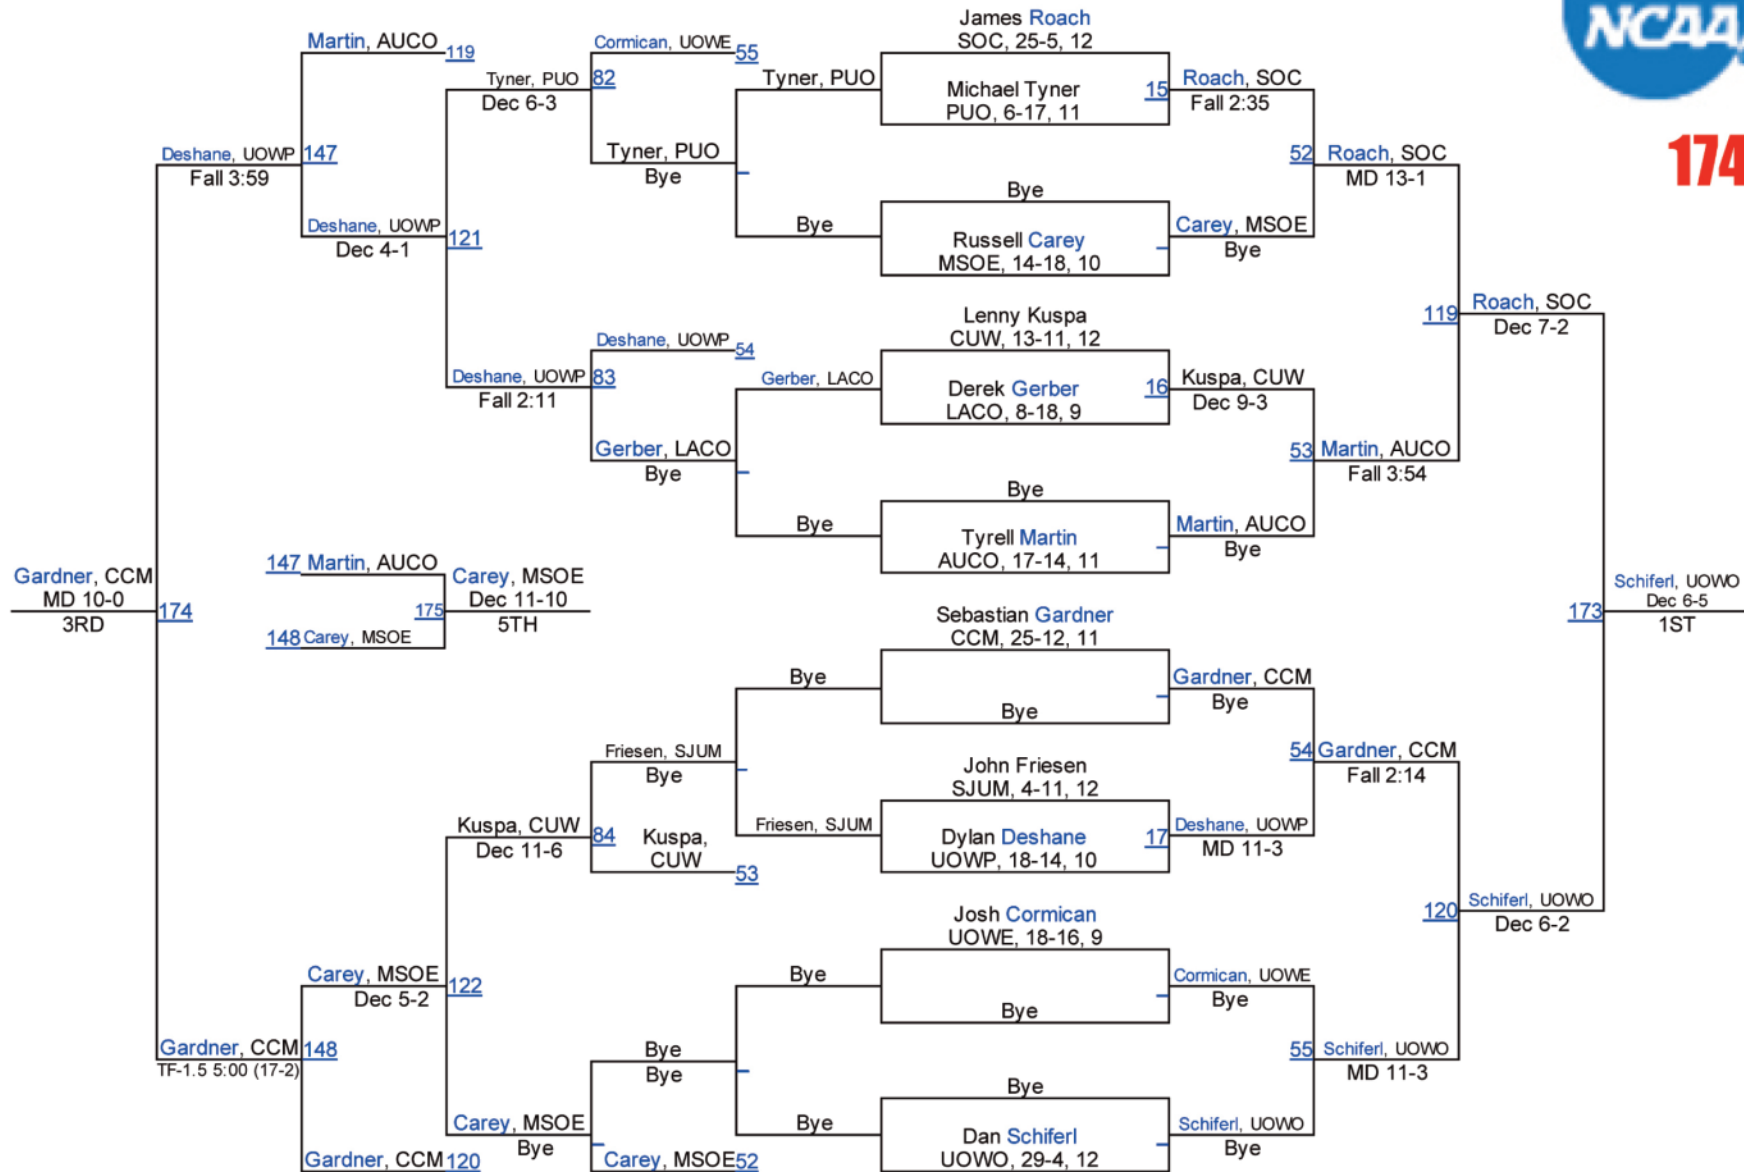 NCAA
174
James Roach
SOC, 25-5, 12
Michael Tyner
PUO, 6-17, 11
15
Bye
Russell Carey
MSOE, 14-18, 10
Lenny Kuspa
CUW, 13-11, 12
Derek Gerber
LACO, 8-18, 9
16
Bye
Tyrell Martin
AUCO, 17-14, 11
Sebastian Gardner
CCM, 25-12, 11
Bye
John Friesen
SJUM, 4-11, 12
Dylan Deshane
UOWP, 18-14, 10
17
Josh Cormican
UOWE, 18-16, 9
Bye
Bye
Dan Schiferl
UOWO, 29-4, 12
Roach, SOC
Fall 2:35
52
Carey, MSOE
Bye
Kuspa, CUW
Dec 9-3
53
Martin, AUCO
Bye
Gardner, CCM
Bye
54
Deshane, UOWP
MD 11-3
Cormican, UOWE
Bye
55
Schiferl, UOWO
Bye
Roach, SOC
MD 13-1
119
Martin, AUCO
Fall 3:54
Gardner, CCM
Fall 2:14
120
Schiferl, UOWO
MD 11-3
Roach, SOC
Dec 7-2
173
Schiferl, UOWO
Dec 6-2
Schiferl, UOWO
Dec 6-5
1ST
Tyner, PUO
Bye
Gerber, LACO
Bye
Bye
Friesen, SJUM
Bye
Bye
Cormican, UOWE
55
Tyner, PUO
Bye
Deshane, UOWP
54
Gerber, LACO
Bye
Friesen, SJUM
Bye
Kuspa,
CUW
53
Bye
Bye
Carey, MSOE
52
Tyner, PUO
Dec 6-3
82
Deshane, UOWP
Fall 2:11
83
Kuspa, CUW
Dec 11-6
84
Carey, MSOE
Bye
Martin, AUCO
119
Deshane, UOWP
Dec 4-1
121
Carey, MSOE
Dec 5-2
122
Gardner, CCM
120
Deshane, UOWP
Fall 3:59
147
Gardner, CCM
TF-1.5 5:00 (17-2)
148
Gardner, CCM
MD 10-0
3RD
174
147 Martin, AUCO
148 Carey, MSOE
175
Carey, MSOE
Dec 11-10
5TH